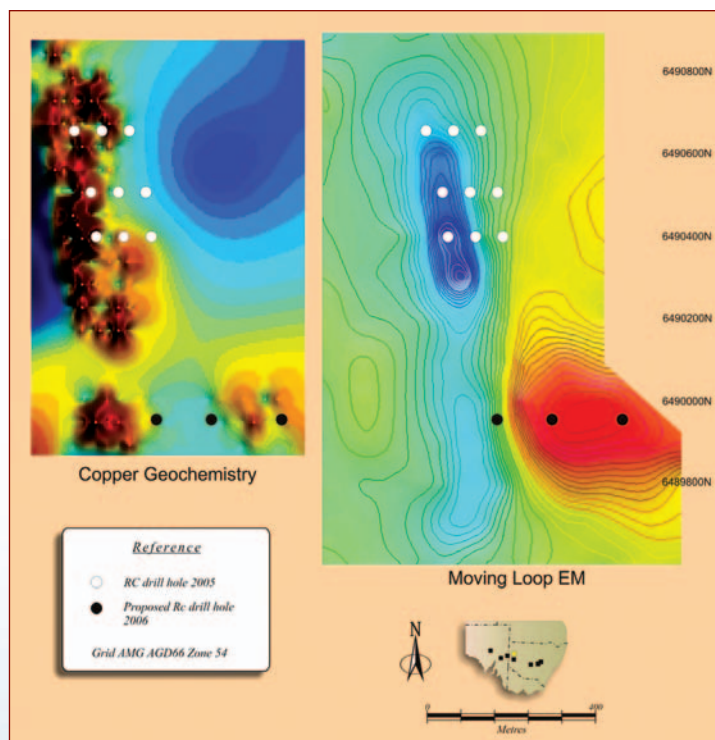 6490800N
6490600N
6490400N
6490200N
6490000N
6489800N
Copper Geochemistry
Moving Loop EM
Reference
RC drill hole 2005
Proposed Rc drill hole
2006
Grid AMG AGD66 Zone 54
N
0 400
Metres